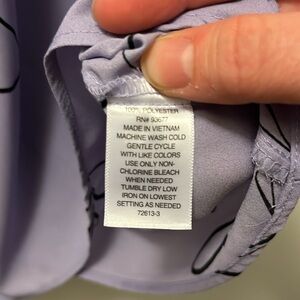 100% POLYESTER
RN# 93677
MADE IN VIETNAM
MACHINE WASH COLD
GENTLE CYCLE
WITH LIKE COLORS
USE ONLY NON-
CHLORINE BLEACH
WHEN NEEDED
TUMBLE DRY LOW
IRON ON LOWEST
SETTING AS NEEDED
72613-3